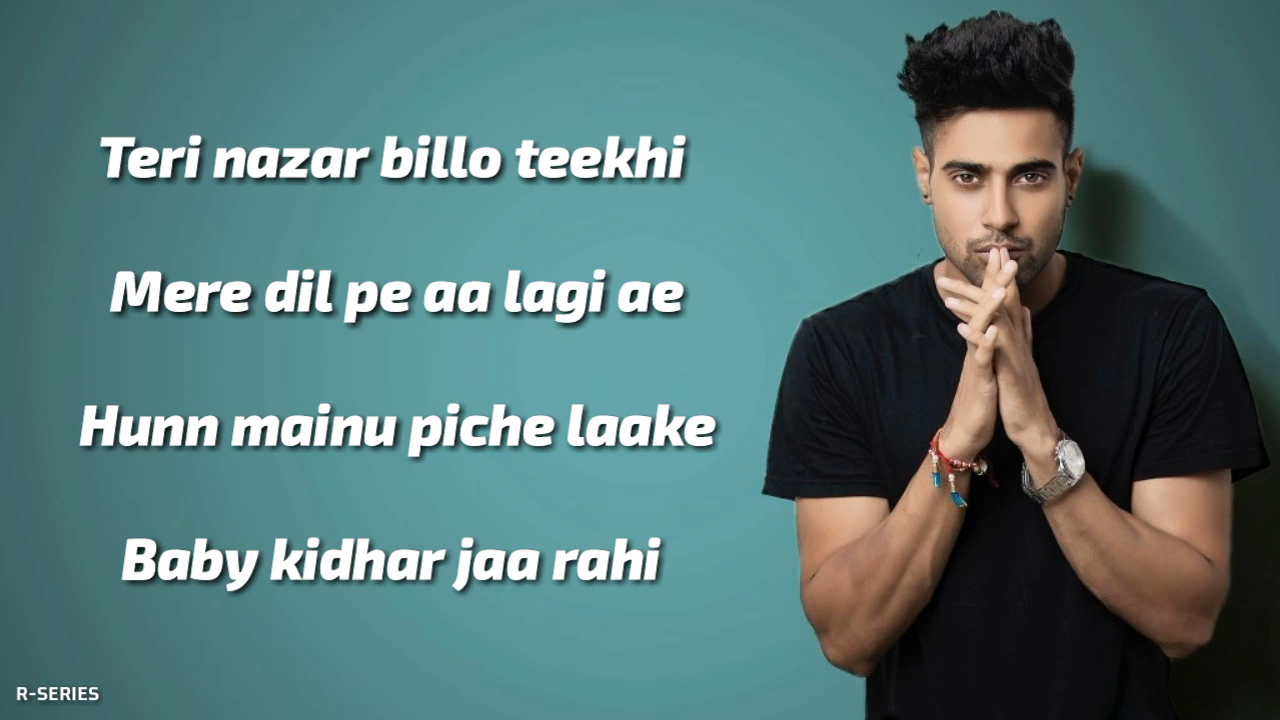 Teri nazar billo teekhi
Mere dil pe aa lagi ae
Hunn mainu piche laake
Baby kidhar jaa rahi
R-SERIES